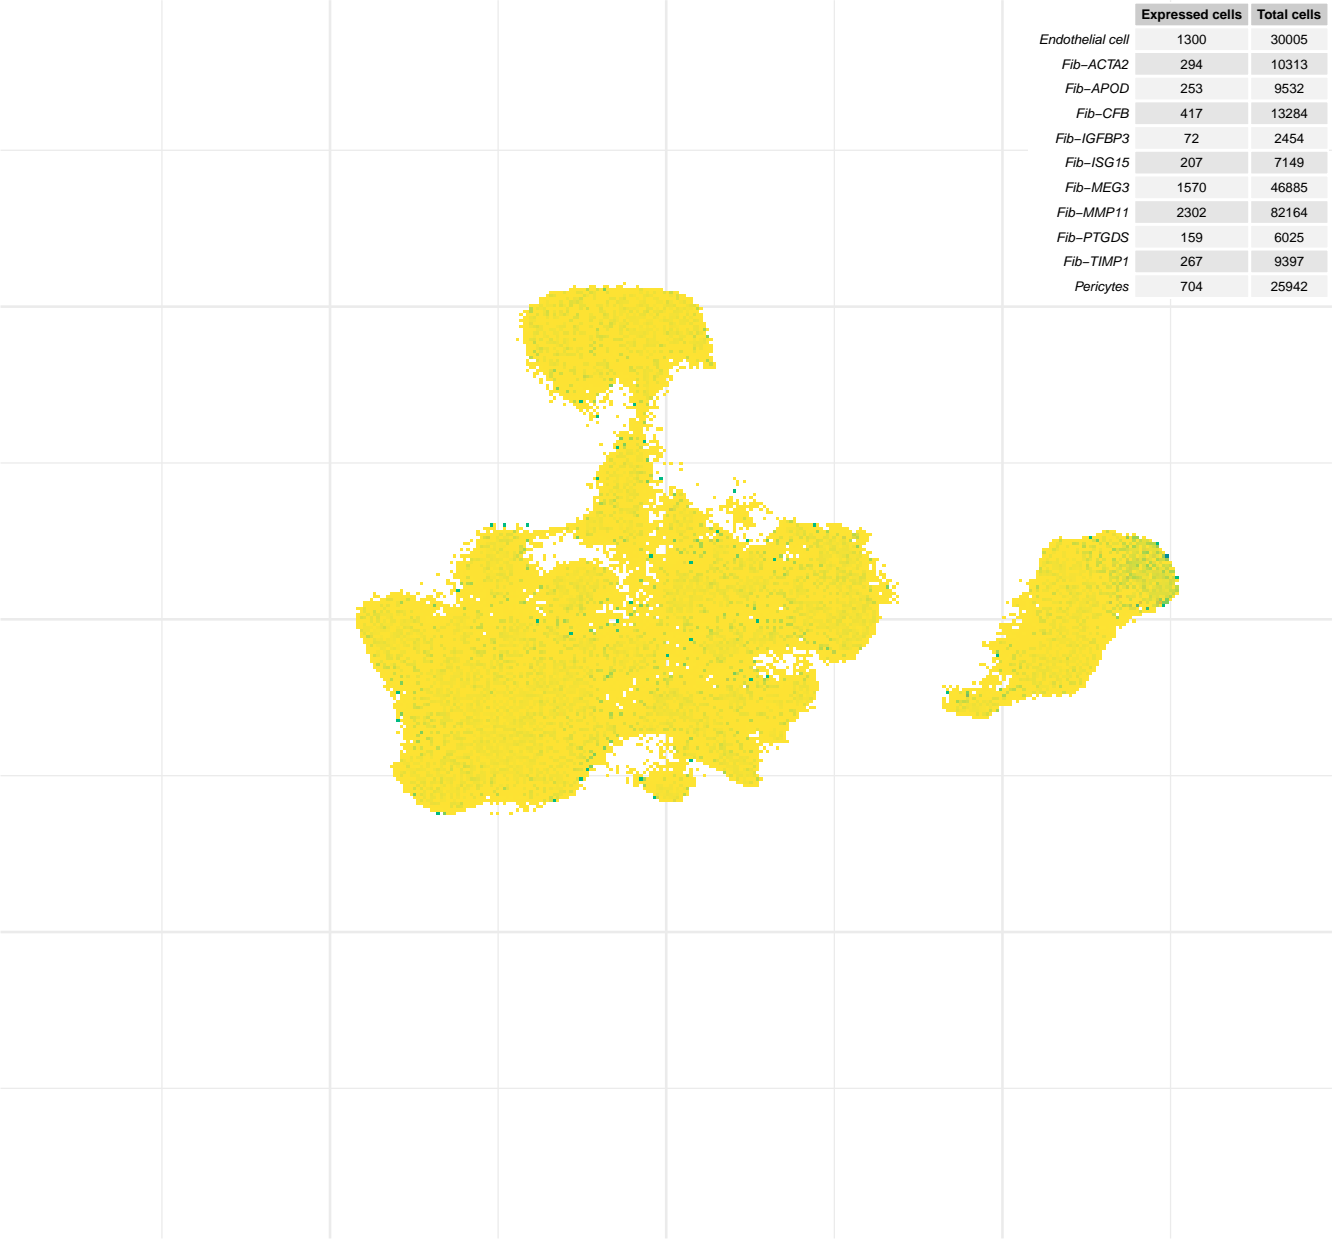 Expressed cells Total cells
Endothelial cell 1300 30005
Fib−ACTA2 294 10313
Fib−APOD 253 9532
Fib−CFB 417 13284
Fib−IGFBP3 72 2454
Fib−ISG15 207 7149
Fib−MEG3 1570 46885
Fib−MMP11 2302 82164
Fib−PTGDS 159 6025
Fib−TIMP1 267 9397
Pericytes 704 25942